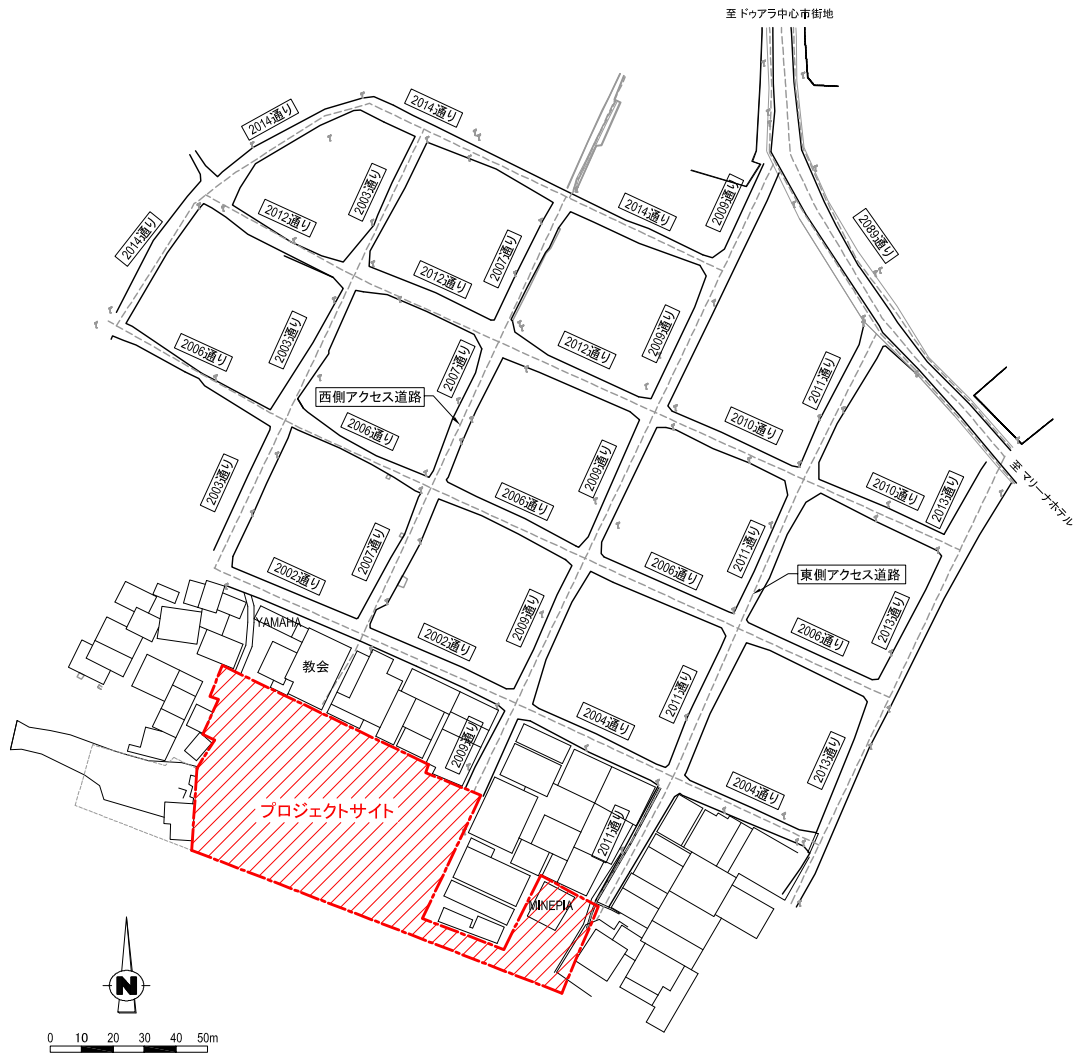 至 ドゥアラ中心市街地
2014通り
2014通り
2014通り
2014通り
2003通り
2012通り
2007通り
2012通り
2009通り
2012通り
2009通り
2089通り
2006通り
2003通り
2007通り
西側アクセス道路
2006通り
2011通り
2010通り
2010通り
2013通り
至 マリーナホテル
2003通り
2009通り
2006通り
2007通り
2002通り
2006通り
2011通り
東側アクセス道路
2006通り
2013通り
2009通り
2002通り
2011通り
2004通り
2013通り
2004通り
YAMAHA
教会
2009通り
2011通り
プロジェクトサイト
MINEPIA
N
0 10 20 30 40 50m